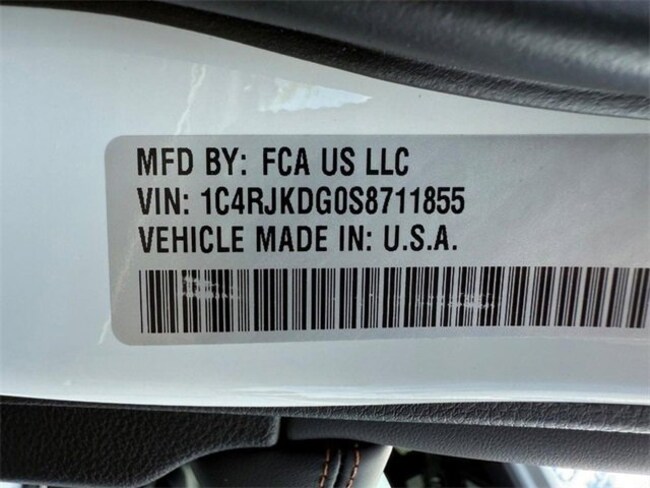 MFD BY: FCA US LLC
VIN: 1C4RJKDG0S8711855
VEHICLE MADE IN: U.S.A.